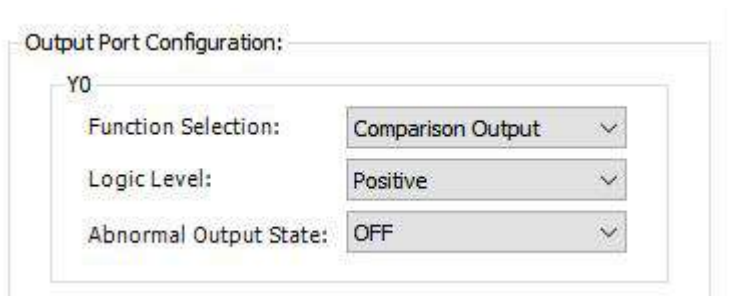 Output Port Configuration:
Y0
Function Selection: Comparison Output
Logic Level: Positive
Abnormal Output State: OFF